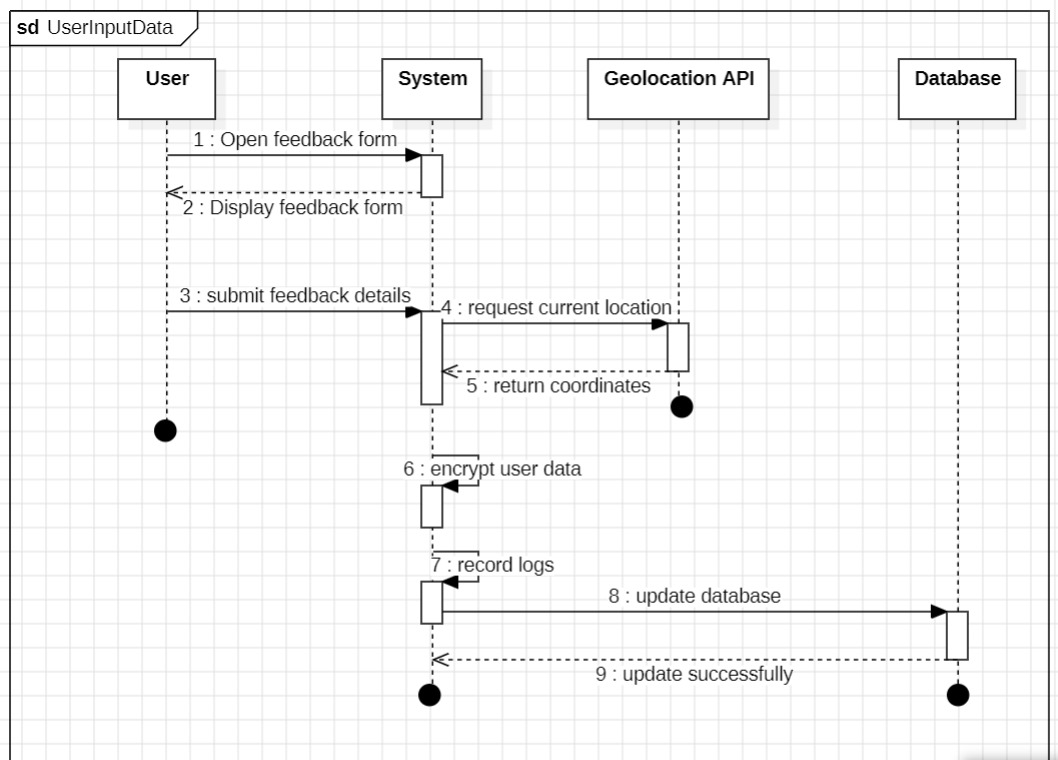 sd UserInputData
User
System
Geolocation API
Database
1 : Open feedback form
2 : Display feedback form
3 : submit feedback details
4 : request current location
5 : return coordinates
6 : encrypt user data
7 : record logs
8 : update database
9 : update successfully